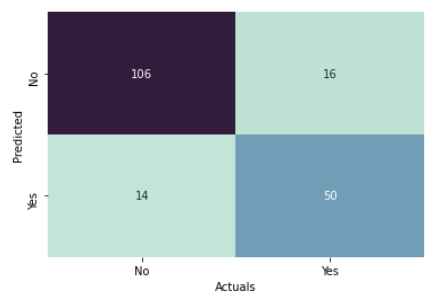 No
106
16
Predicted
Yes
14
50
No
Yes
Actuals